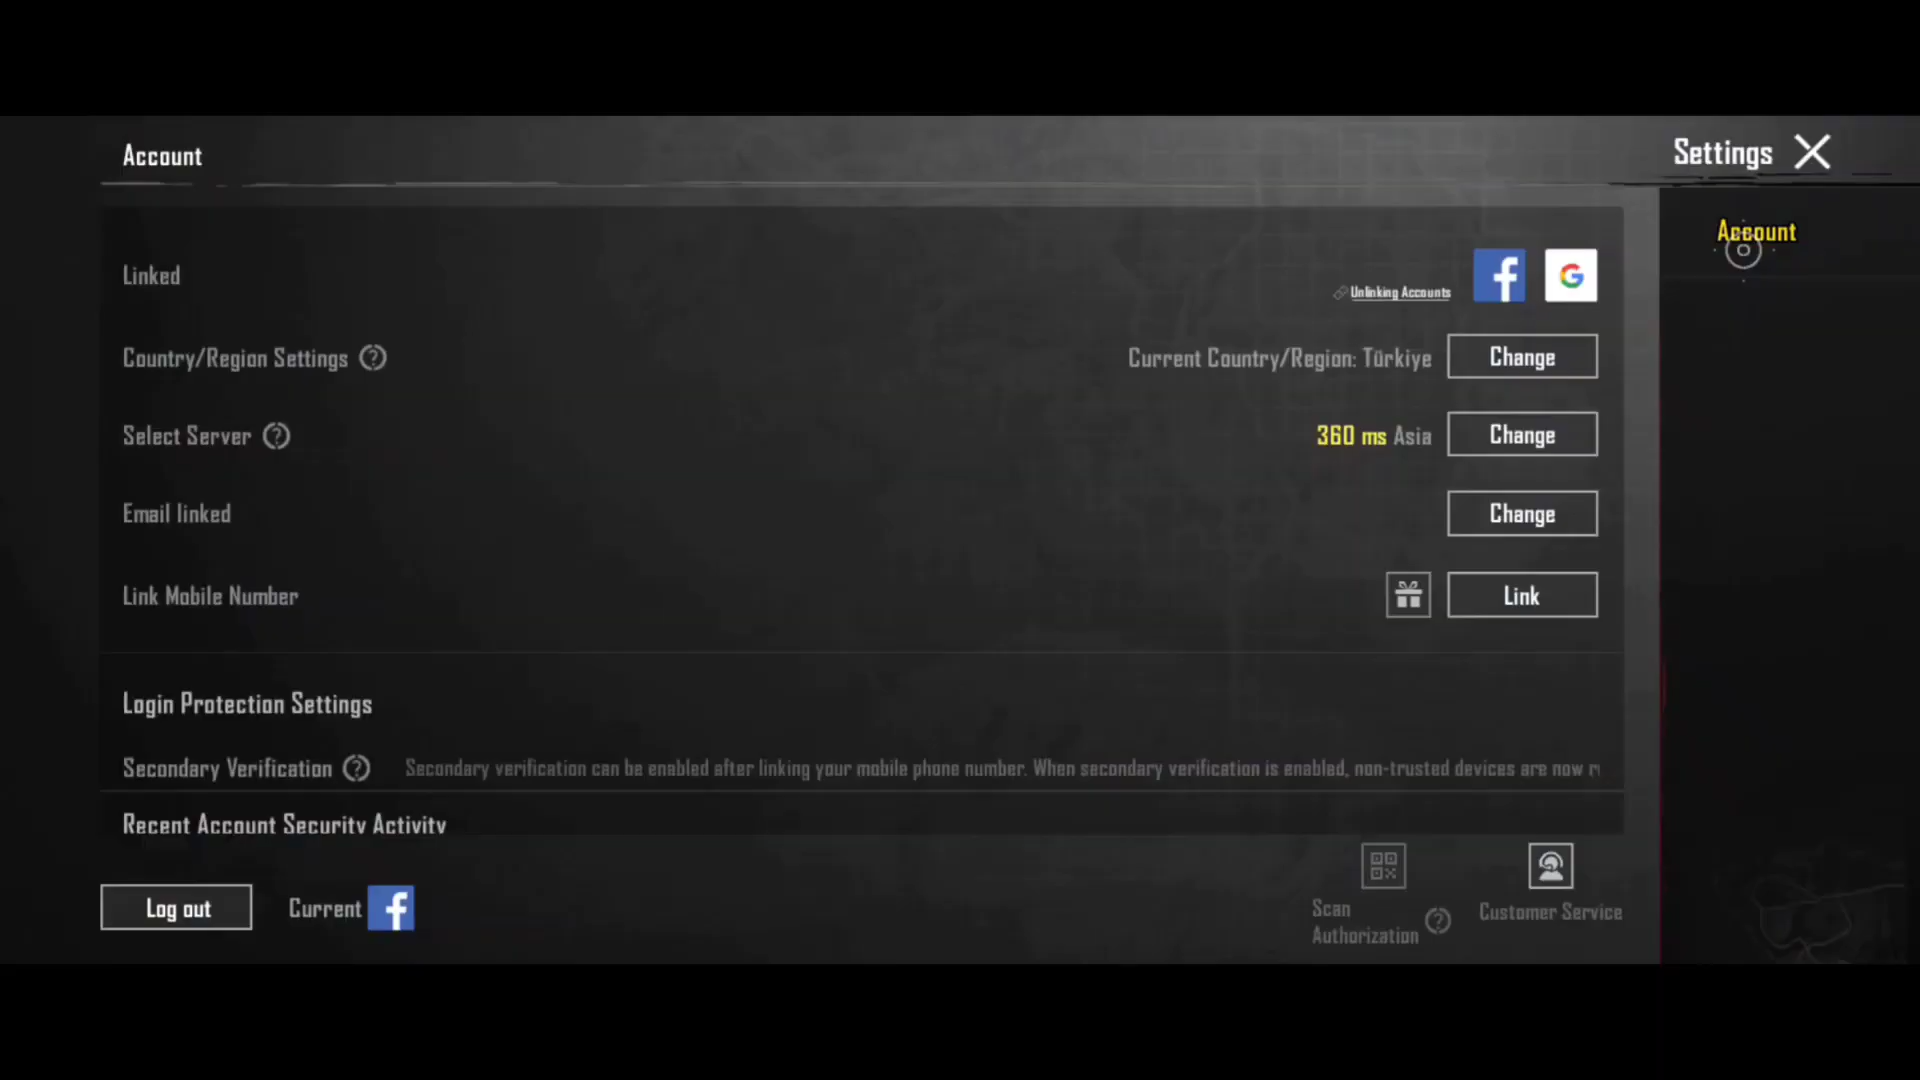 Account
Settings
Account
Linked
Unlinking Accounts
Country/Region Settings
Current Country/Region: Türkiye
Change
Select Server
360 ms Asia
Change
Email linked
Change
Link Mobile Number
Link
Login Protection Settings
Secondary Verification
Secondary verification can be enabled after linking your mobile phone number. When secondary verification is enabled, non-trusted devices are now
Recent Account Security Activity
Log out
Current
Scan
Authorization
Customer Service